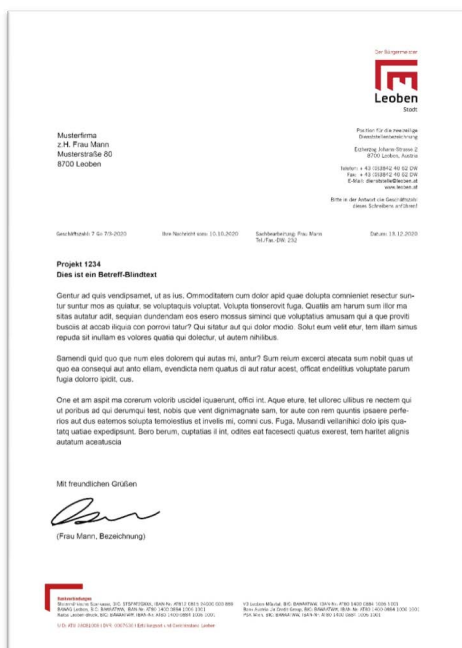 Der Bürgermeister
Leoben
Stadt
Musterfirma
z.H. Frau Mann
Musterstraße 80
8700 Leoben
Position für die jeweilige
Dienststellenbezeichnung
Erzherzog Johann-Strasse 2
8700 Leoben, Austria
Telefon: + 43 (0)3842 40 62 DW
Fax: + 43 (0)3842 40 62 DW
E-Mail: dienststelle@leoben.at
www.leoben.at
Bitte in der Antwort die Geschäftszahl
dieses Schreibens anführen!
Geschäftszahl: 7 Gr 7/3-2020
Ihre Nachricht vom: 10.10.2020
Sachbearbeitung: Frau Mann
Tel./Fax.-DW. 232
Datum: 13.12.2020
Projekt 1234
Dies ist ein Betreff-Blindtext
Gentur ad quis vendipsamet, ut as ius. Ommoditatem cum dolor apid quae dolupta comnieniet resectur sun-
tur suntur mos as quiatur, se voluptaquis voluptat. Volupta tionserovit fuga. Quatiis am harum sum illor ma
sitas autatur adit, sequian dundendam eos esero mossus siminci que voluptatius amusam qui a que proviti
busciis at accab iliquia con porrovi tatur? Qui sitatur aut qui dolor modio. Solut eum velit etur, tem illam simus
repuda sit inullam es volores quatia qui dolectur, ut autem nihilibus.
Samendi quid quo que num eles dolorem qui autas mi, antur? Sum reium excerci atecata sum nobit quas ut
quo ea consequi aut anto ellam, evendicta nem quatus di aut ratur acest, officat endelitius voluptate parum
fugia dolorro ipidit, cus.
One et am aspit ma corerum volorib uscidel iquaerunt, offici int. Aque eture, tet ullorec ullibus re nectem qui
ut poribus ad qui derumqui test, nobis que vent dignimagnate sam, for aute con rem quuntis ipsaere perfe-
rios aut dus eatemos solupta temoiestius et invelis mi, comni cus. Fuga. Musandi vellanihici dolo ipis qua-
tatq uatiae expedipsunt. Bero berum, cuptatias il int, odites eat facesecti quatus exerest, tem haritet alignis
autatum aceatuscia
Mit freundlichen Grüßen
(Frau Mann, Bezeichnung)
Bankverbindungen